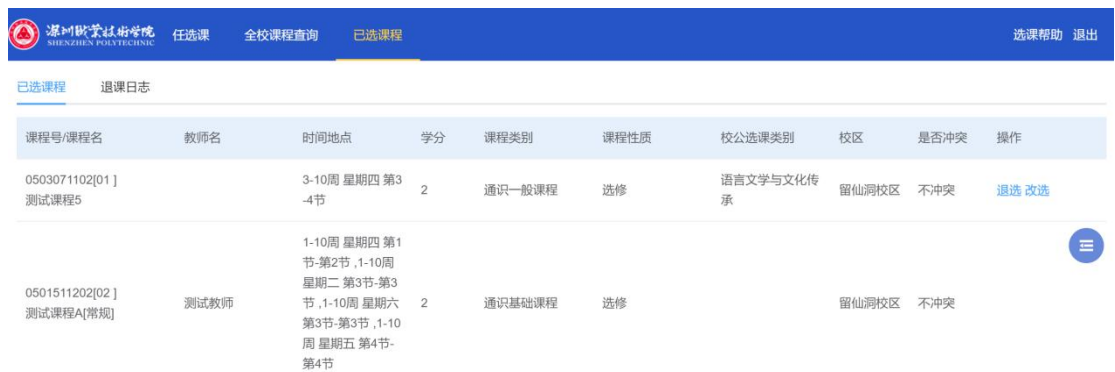 深圳职业技术学院
SHENZHEN POLYTECHNIC
任选课 全校课程查询 已选课程 选课帮助 退出
已选课程 退课日志
课程号/课程名 教师名 时间地点 学分 课程类别 课程性质 校公选课类别 校区 是否冲突 操作
0503071102[01 ]
测试课程5
3-10周 星期四 第3
-4节
2
通识一般课程
选修
语言文学与文化传
承
留仙洞校区
不冲突
退选 改选
0501511202[02 ]
测试课程A[常规]
测试教师
1-10周 星期四 第1
节-第2节 ,1-10周
星期二 第3节-第3
节 ,1-10周 星期六
第3节-第3节 ,1-10
周 星期五 第4节-
第4节
2
通识基础课程
选修
留仙洞校区
不冲突